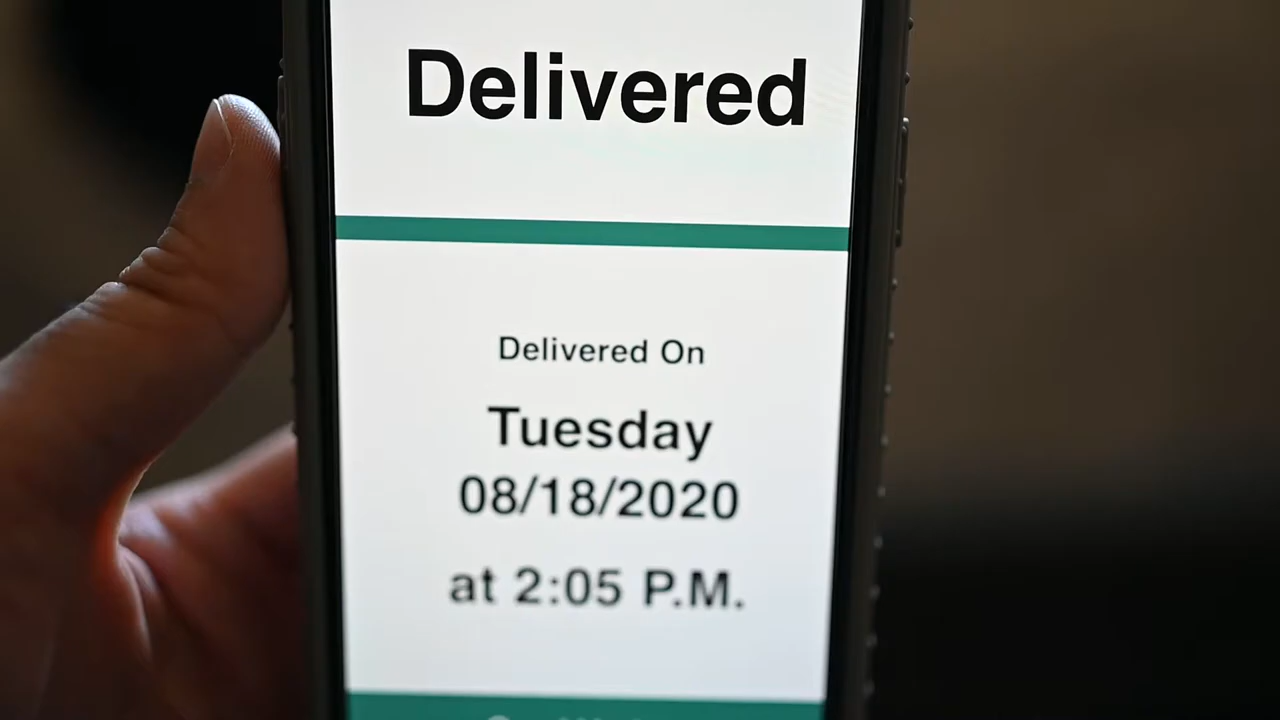 Delivered
Delivered On
Tuesday
08/18/2020
at 2:05 P.M.